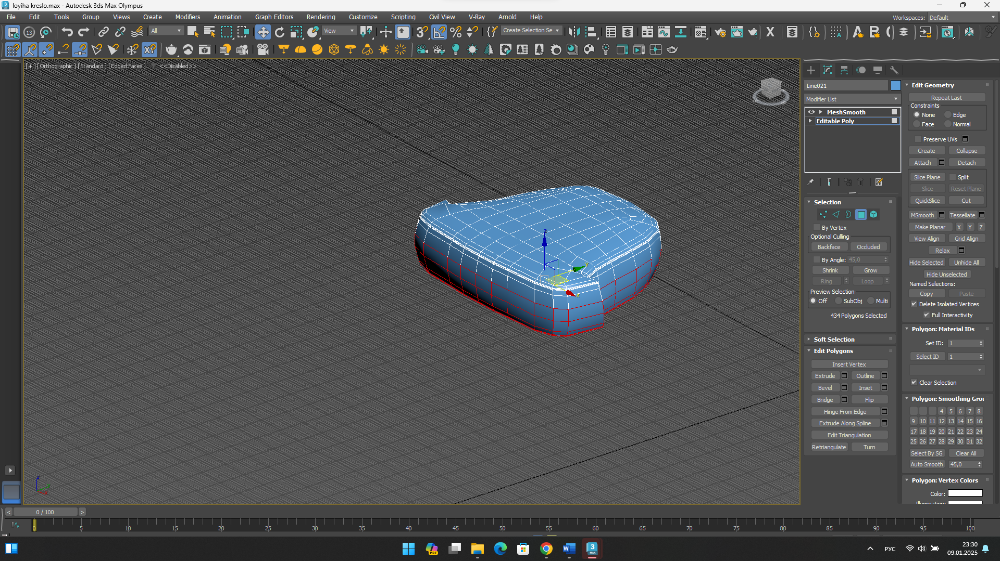 loyiha kreslo.max - Autodesk 3ds Max Olympus
File Edit Tools Group Views Create Modifiers Animation Graph Editors Rendering Customize Scripting Civil View V-Ray Arnold Help
Workspaces: Default
13 All View Create Selection Se
[+][Orthographic][Standard][Edged Faces] <<Disabled>>
Line021
Modifier List
MeshSmooth
Editable Poly
Selection
By Vertex
Optional Culling
Backface Occluded
By Angle: 45,0
Shrink Grow
Ring Loop
Preview Selection
Off SubObj Multi
434 Polygons Selected
Soft Selection
Edit Polygons
Insert Vertex
Extrude Outline
Bevel Inset
Bridge Flip
Hinge From Edge
Extrude Along Spline
Edit Triangulation
Retriangulate Turn
Edit Geometry
Repeat Last
Constraints
None Edge
Face Normal
Preserve UVs
Create Collapse
Attach Detach
Slice Plane Split
Slice Reset Plane
QuickSlice Cut
MSmooth Tessellate
Make Planar X Y Z
View Align Grid Align
Relax
Hide Selected Unhide All
Hide Unselected
Named Selections:
Copy Paste
Delete Isolated Vertices
Full Interactivity
Polygon: Material IDs
Set ID: 1
Select ID 1
Clear Selection
Polygon: Smoothing Grou
4 5 6 7 8
9 10 11 12 13 14 15 16
17 18 19 20 21 22 23 24
25 26 27 28 29 30 31 32
Select By SG Clear All
Auto Smooth 45,0
Polygon: Vertex Colors
Color:
z
y
x
< 0 / 100 >
0 5 10 15 20 25 30 35 40 45 50 55 60 65 70 75 80 85 90 95 100
PRE
W
3
MAX
РУС
23:30
09.01.2025